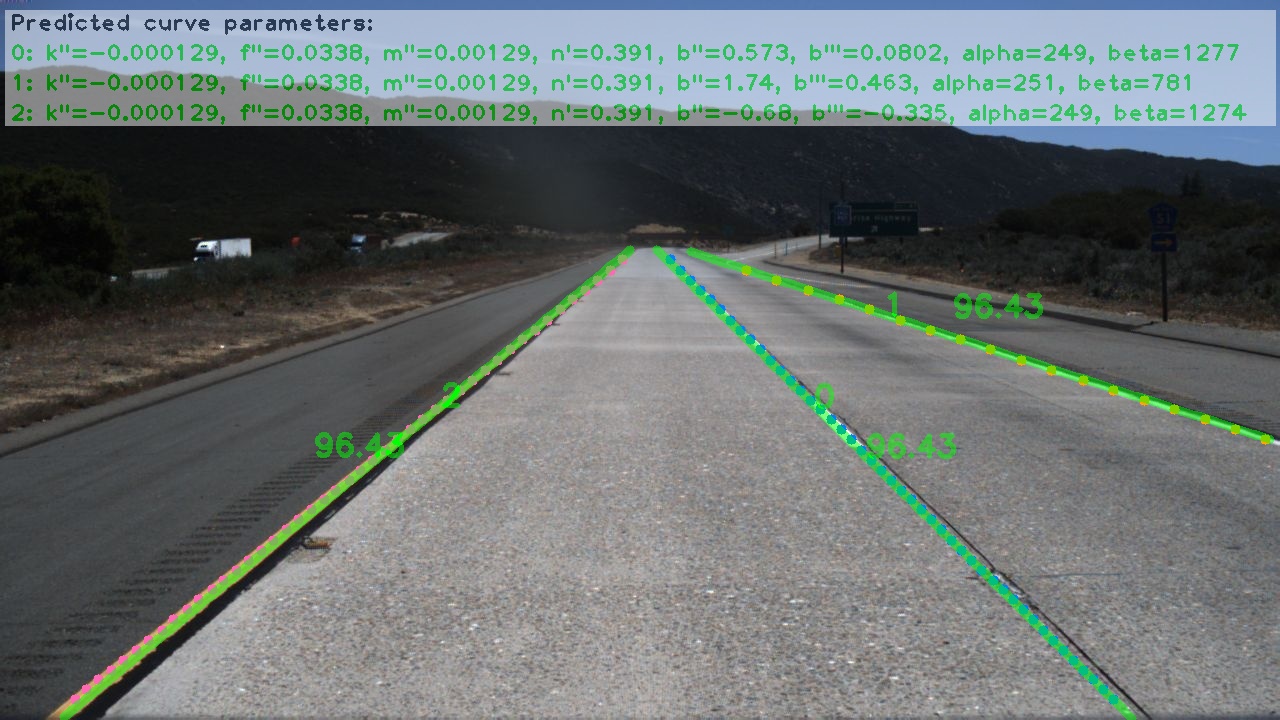 Predicted curve parameters:
0: k''=-0.000129, f''=0.0338, m''=0.00129, n'=0.391, b''=0.573, b'''=0.0802, alpha=249, beta=1277
1: k''=-0.000129, f''=0.0338, m''=0.00129, n'=0.391, b''=1.74, b'''=0.463, alpha=251, beta=781
2: k''=-0.000129, f''=0.0338, m''=0.00129, n'=0.391, b''=-0.68, b'''=-0.335, alpha=249, beta=1274
rise Highway
S1
1 96.43
2
0
96.43
96.43